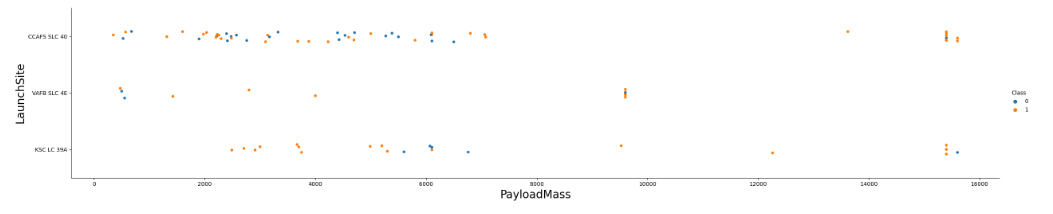 LaunchSite
CCAFS SLC 40
VAFB SLC 4E
KSC LC 39A
0
2000
4000
6000
8000
10000
12000
14000
16000
PayloadMass
Class
0
1